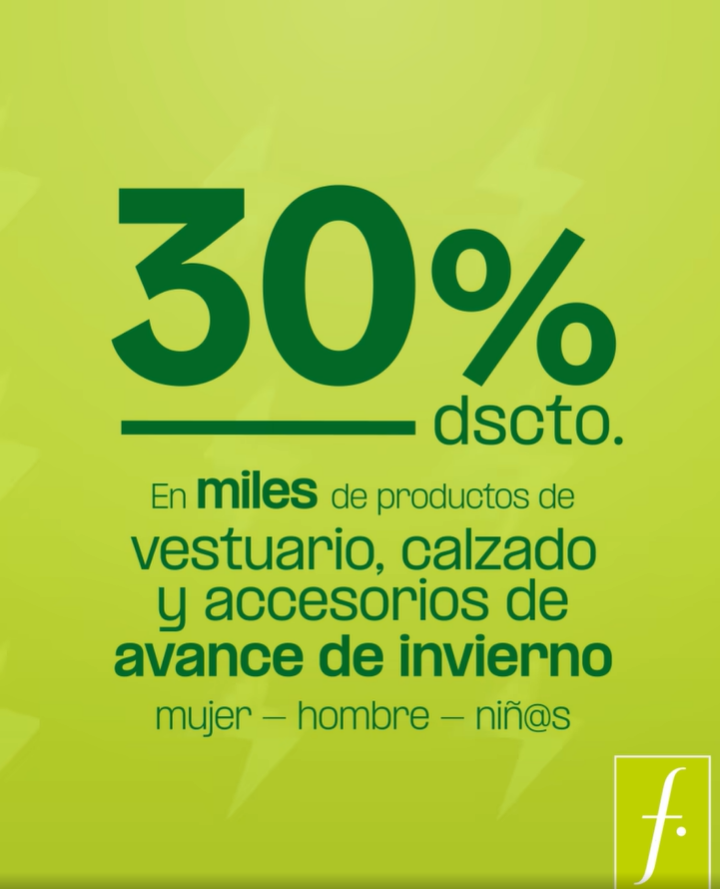 30%
dscto.
En miles de productos de
vestuario, calzado
y accesorios de
avance de invierno
mujer – hombre – niñ@s
f.